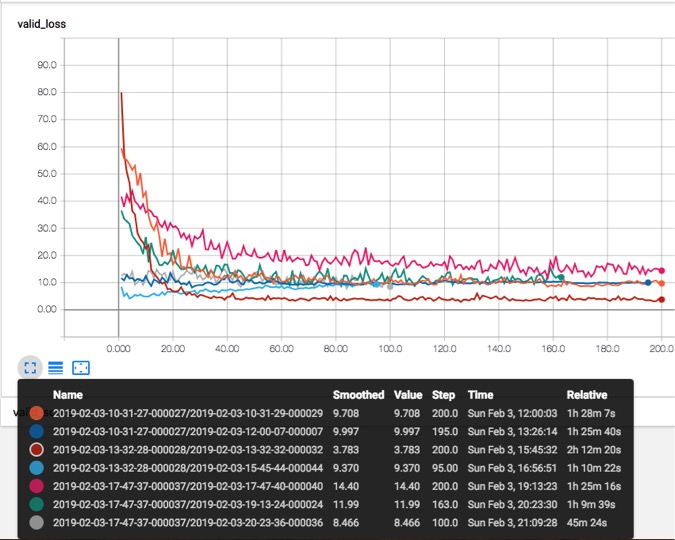 valid_loss
90.0
80.0
70.0
60.0
50.0
40.0
30.0
20.0
10.0
0.00
0.000 20.00 40.00 60.00 80.00 100.0 120.0 140.0 160.0 180.0 200.0
Name Smoothed Value Step Time Relative
2019-02-03-10-31-27-000027/2019-02-03-10-31-29-000029 9.708 9.708 200.0 Sun Feb 3, 12:00:03 1h 28m 7s
2019-02-03-10-31-27-000027/2019-02-03-12-00-07-000007 9.997 9.997 195.0 Sun Feb 3, 13:26:14 1h 25m 40s
2019-02-03-13-32-28-000028/2019-02-03-13-32-32-000032 3.783 3.783 200.0 Sun Feb 3, 15:45:32 2h 12m 20s
2019-02-03-13-32-28-000028/2019-02-03-15-45-44-000044 9.370 9.370 95.00 Sun Feb 3, 16:56:51 1h 10m 22s
2019-02-03-17-47-37-000037/2019-02-03-17-47-40-000040 14.40 14.40 200.0 Sun Feb 3, 19:13:23 1h 25m 16s
2019-02-03-17-47-37-000037/2019-02-03-19-13-24-000024 11.99 11.99 163.0 Sun Feb 3, 20:23:30 1h 9m 39s
2019-02-03-17-47-37-000037/2019-02-03-20-23-36-000036 8.466 8.466 100.0 Sun Feb 3, 21:09:28 45m 24s